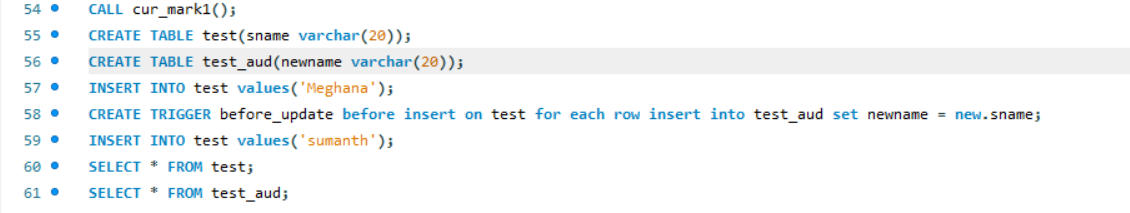 54 CALL cur_mark1();
55 CREATE TABLE test(sname varchar(20));
56 CREATE TABLE test_aud(newname varchar(20));
57 INSERT INTO test values('Meghana');
58 CREATE TRIGGER before_update before insert on test for each row insert into test_aud set newname = new.sname;
59 INSERT INTO test values('sumanth');
60 SELECT * FROM test;
61 SELECT * FROM test_aud;